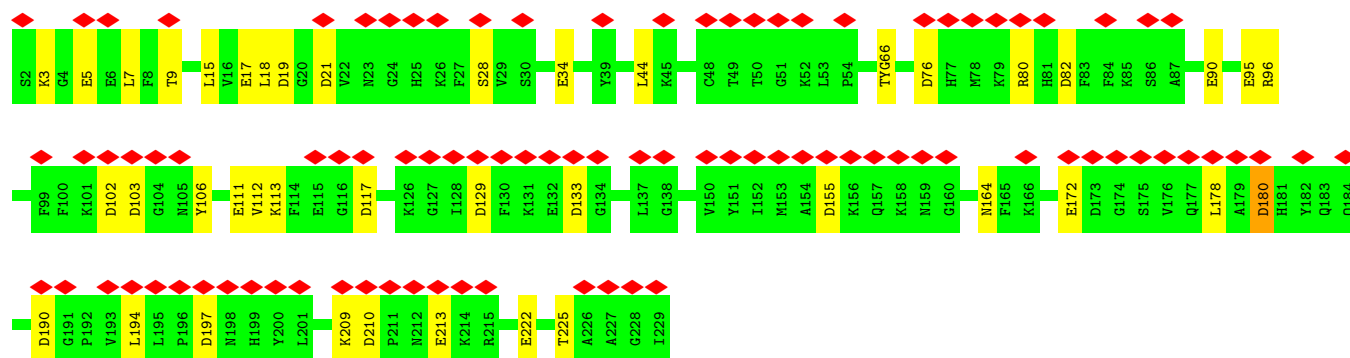 S2 K3 G4 E5 E6 L7 F8 T9 L15 V16 E17 L18 D19 G20 D21 V22 N23 G24 H25 K26 F27 S28 V29 S30 E34 Y39 L44 K45 C48 T49 T50 G51 K52 L53 P54 TYG66 D76 H77 M78 K79 R80 H81 D82 F83 F84 K85 S86 A87 E90 E95 R96
F99 F100 K101 D102 D103 G104 N105 Y106 E111 V112 K113 F114 E115 G116 D117 K126 G127 I128 D129 F130 K131 E132 D133 G134 L137 G138 V150 Y151 I152 M153 A154 D155 K156 Q157 K158 N159 G160 N164 F165 K166 E172 D173 G174 S175 V176 Q177 L178 A179 D180 H181 Y182 Q183 Q184
D190 G191 P192 V193 L194 L195 P196 D197 N198 H199 Y200 L201 K209 D210 P211 N212 E213 K214 R215 E222 T225 A226 A227 G228 I229